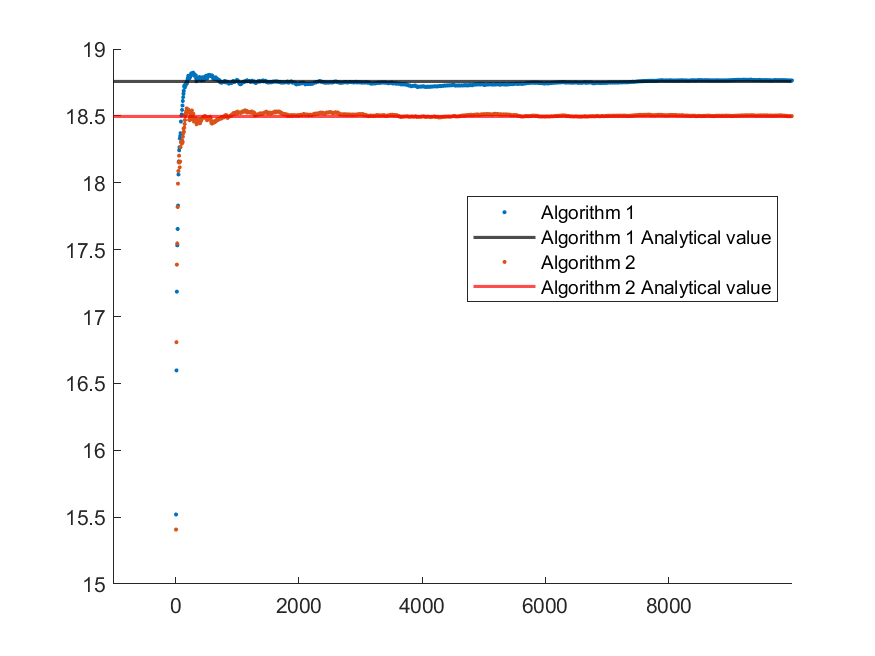 19
18.5
18
17.5
17
16.5
16
15.5
15
Algorithm 1
Algorithm 1 Analytical value
Algorithm 2
Algorithm 2 Analytical value
0 2000 4000 6000 8000